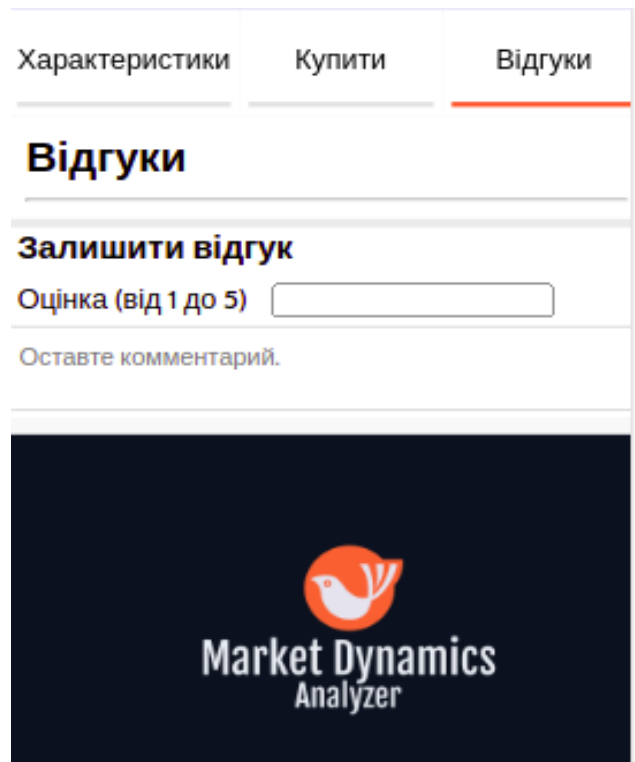 Характеристики Купити Відгуки
Відгуки
Залишити відгук
Оцінка (від 1 до 5)
Оставте комментарий.
Market Dynamics
Analyzer